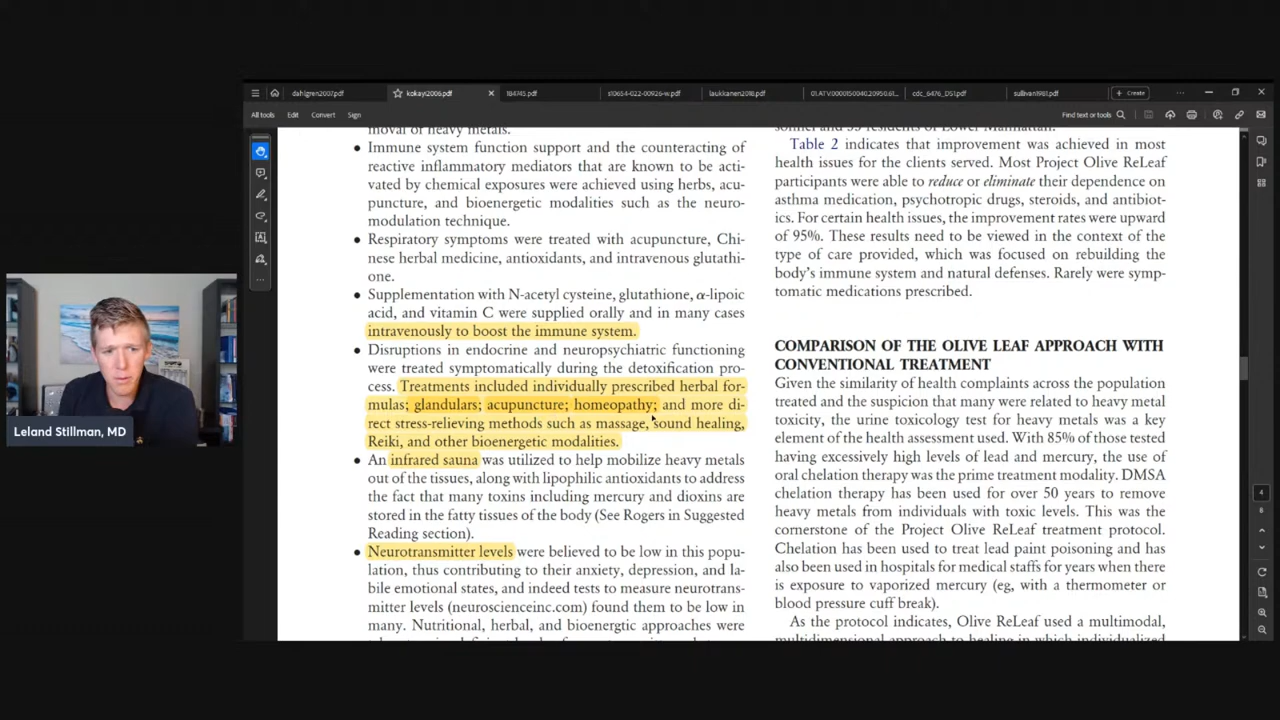 dahlgren2007.pdf
kokayi2006.pdf
184745.pdf
s10654-022-00926-w.pdf
laukkanen2018.pdf
cdc_6476_DS1.pdf
sullivan1981.pdf
+ Create
All tools Edit Convert Sign
Find text or tools
moval of heavy metals.
• Immune system function support and the counteracting of
reactive inflammatory mediators that are known to be acti-
vated by chemical exposures were achieved using herbs, acu-
puncture, and bioenergetic modalities such as the neuro-
modulation technique.
• Respiratory symptoms were treated with acupuncture, Chi-
nese herbal medicine, antioxidants, and intravenous glutathi-
one.
• Supplementation with N-acetyl cysteine, glutathione, α-lipoic
acid, and vitamin C were supplied orally and in many cases
intravenously to boost the immune system.
• Disruptions in endocrine and neuropsychiatric functioning
were treated symptomatically during the detoxification pro-
cess. Treatments included individually prescribed herbal for-
mulas; glandulars; acupuncture; homeopathy; and more di-
rect stress-relieving methods such as massage, sound healing,
Reiki, and other bioenergetic modalities.
• An infrared sauna was utilized to help mobilize heavy metals
out of the tissues, along with lipophilic antioxidants to address
the fact that many toxins including mercury and dioxins are
stored in the fatty tissues of the body (See Rogers in Suggested
Reading section).
• Neurotransmitter levels were believed to be low in this popu-
lation, thus contributing to their anxiety, depression, and la-
bile emotional states, and indeed tests to measure neurotrans-
mitter levels (neuroscienceinc.com) found them to be low in
many. Nutritional, herbal, and bioenergtic approaches were
sonnel and 55 residents of Lower Manhattan.
Table 2 indicates that improvement was achieved in most
health issues for the clients served. Most Project Olive ReLeaf
participants were able to reduce or eliminate their dependence on
asthma medication, psychotropic drugs, steroids, and antibiot-
ics. For certain health issues, the improvement rates were upward
of 95%. These results need to be viewed in the context of the
type of care provided, which was focused on rebuilding the
body's immune system and natural defenses. Rarely were symp-
tomatic medications prescribed.
COMPARISON OF THE OLIVE LEAF APPROACH WITH
CONVENTIONAL TREATMENT
Given the similarity of health complaints across the population
treated and the suspicion that many were related to heavy metal
toxicity, the urine toxicology test for heavy metals was a key
element of the health assessment used. With 85% of those tested
having excessively high levels of lead and mercury, the use of
oral chelation therapy was the prime treatment modality. DMSA
chelation therapy has been used for over 50 years to remove
heavy metals from individuals with toxic levels. This was the
cornerstone of the Project Olive ReLeaf treatment protocol.
Chelation has been used to treat lead paint poisoning and has
also been used in hospitals for medical staffs for years when there
is exposure to vaporized mercury (eg, with a thermometer or
blood pressure cuff break).
As the protocol indicates, Olive ReLeaf used a multimodal,
multidimensional approach to healing in which individualized
4
8
Leland Stillman, MD